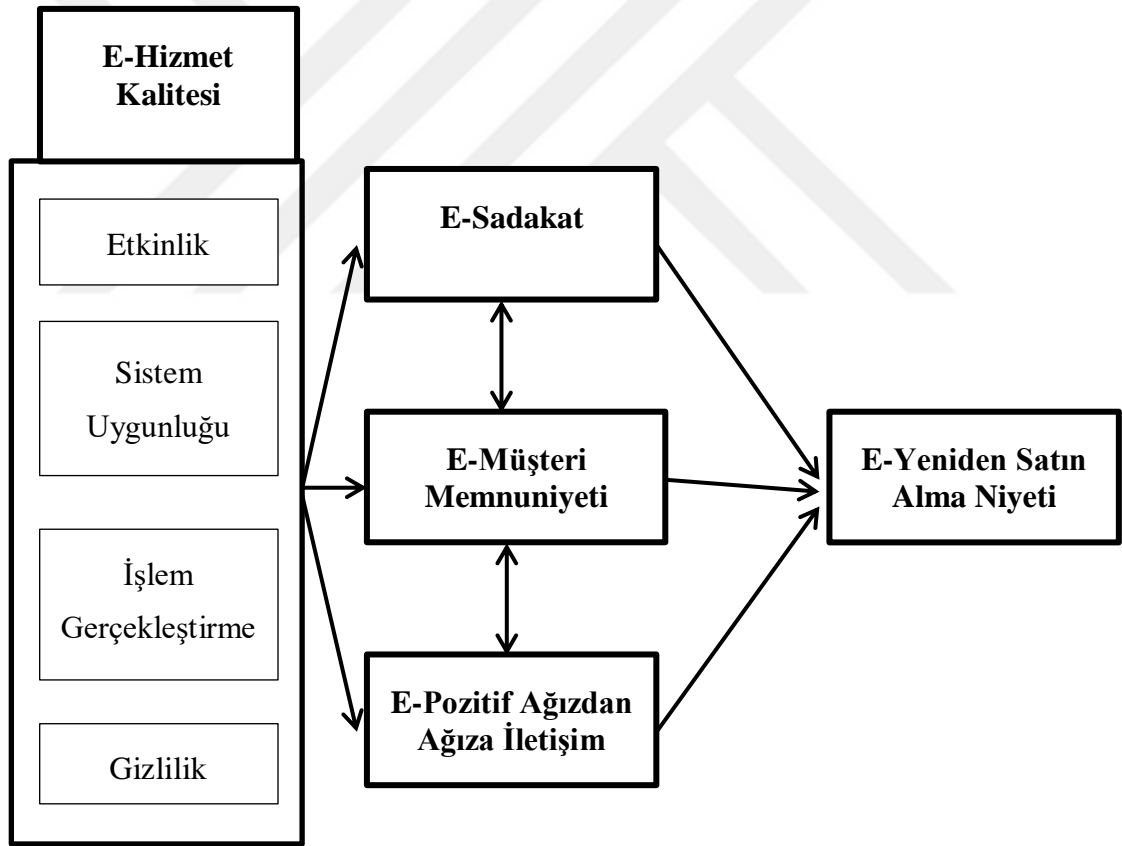 E-Hizmet
Kalitesi
Etkinlik
Sistem
Uygunluğu
İşlem
Gerçekleştirme
Gizlilik
E-Sadakat
E-Müşteri
Memnuniyeti
E-Pozitif Ağızdan
Ağıza İletişim
E-Yeniden Satın
Alma Niyeti